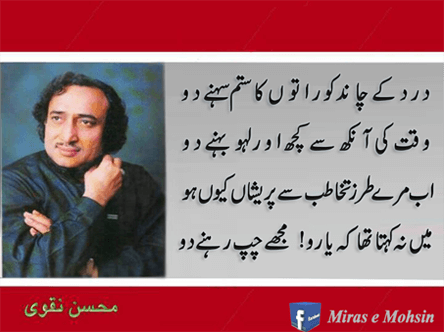 درد کے چاند کو راتوں کا ستم سہنے دو
وقت کی آنکھ سے کچھ اور لہو بہنے دو
اب مرے طرز تخاطب سے پریشاں کیوں ہو
میں نہ کہتا تھا کہ یارو! مجھے چپ رہنے دو
محسن نقوی
Miras e Mohsin